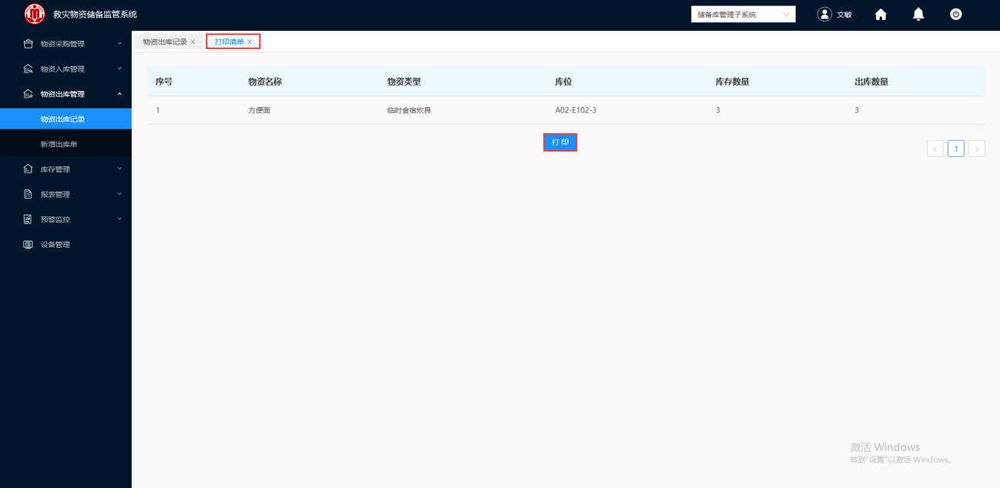 救灾物资储备监管系统
储备库管理子系统
文敏
物资采购管理
物资入库管理
物资出库管理
物资出库记录
新增出库单
库存管理
报表管理
预警监控
设备管理
物资出库记录 ×
打印清单 ×
序号 物资名称 物资类型 库位 库存数量 出库数量
1 方便面 临时食宿炊具 A02-E102-3 3 3
打 印
< 1 >
激活 Windows
转到"设置"以激活 Windows。